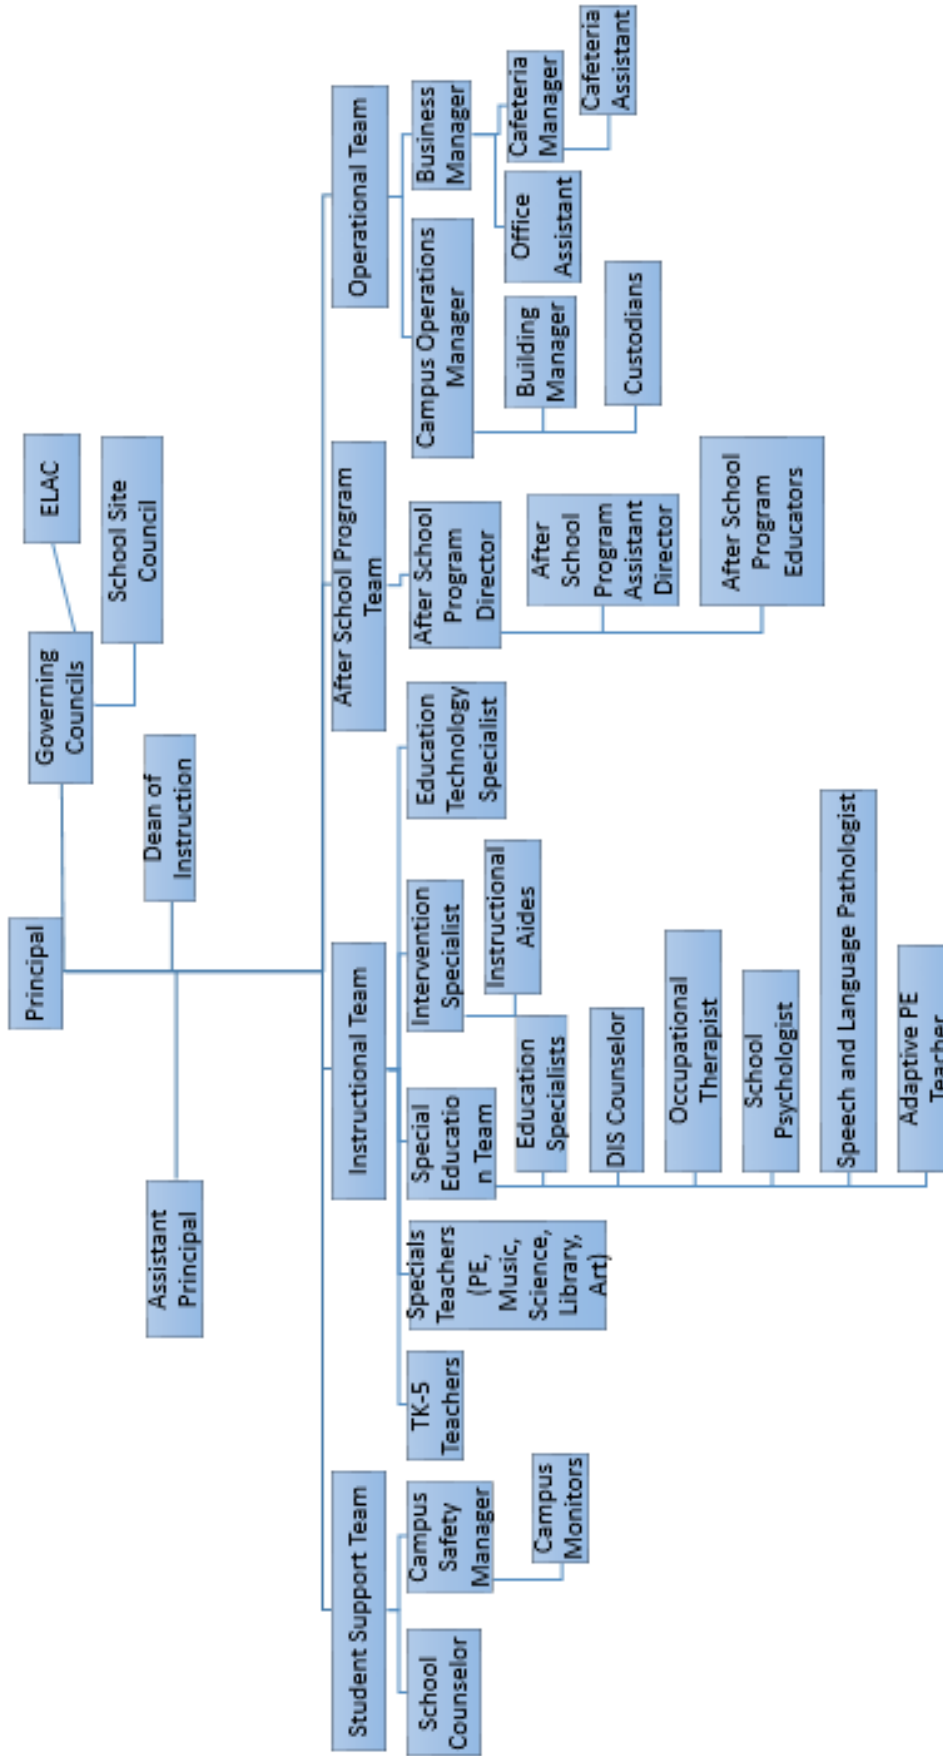 Principal
Governing
Councils
ELAC
School Site
Council
Dean of
Instruction
Assistant
Principal
Student Support Team
School
Counselor
Campus
Safety
Manager
Campus
Monitors
Instructional Team
TK-5
Teachers
Specials
Teachers
(PE,
Music,
Science,
Library,
Art)
Special
Educatio
n Team
Education
Specialists
DIS Counselor
Occupational
Therapist
School
Psychologist
Speech and Language Pathologist
Adaptive PE
Teacher
Intervention
Specialist
Instructional
Aides
Education
Technology
Specialist
After School Program
Team
After School
Program
Director
After
School
Program
Assistant
Director
After School
Program
Educators
Operational Team
Campus Operations
Manager
Building
Manager
Custodians
Business
Manager
Office
Assistant
Cafeteria
Manager
Cafeteria
Assistant